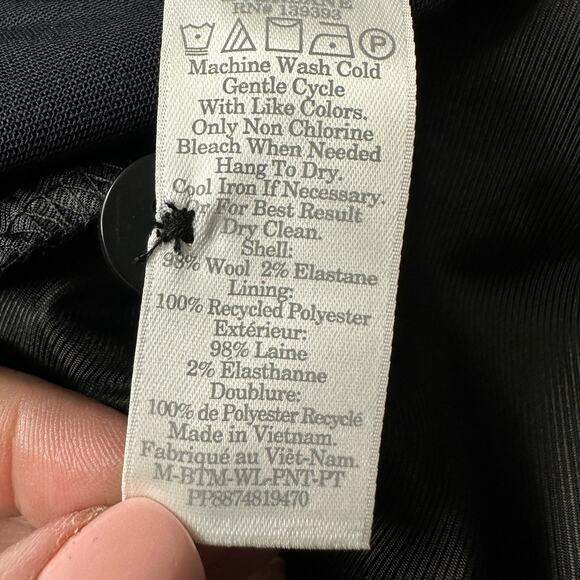 RN# 139393
P
Machine Wash Cold
Gentle Cycle
With Like Colors.
Only Non Chlorine
Bleach When Needed
Hang To Dry.
Cool Iron If Necessary.
Or For Best Result
Dry Clean.
Shell:
98% Wool 2% Elastane
Lining:
100% Recycled Polyester
Extérieur:
98% Laine
2% Elasthanne
Doublure:
100% de Polyester Recyclé
Made in Vietnam.
Fabriqué au Viêt-Nam.
M-BTM-WL-PNT-PT
PP8874819470